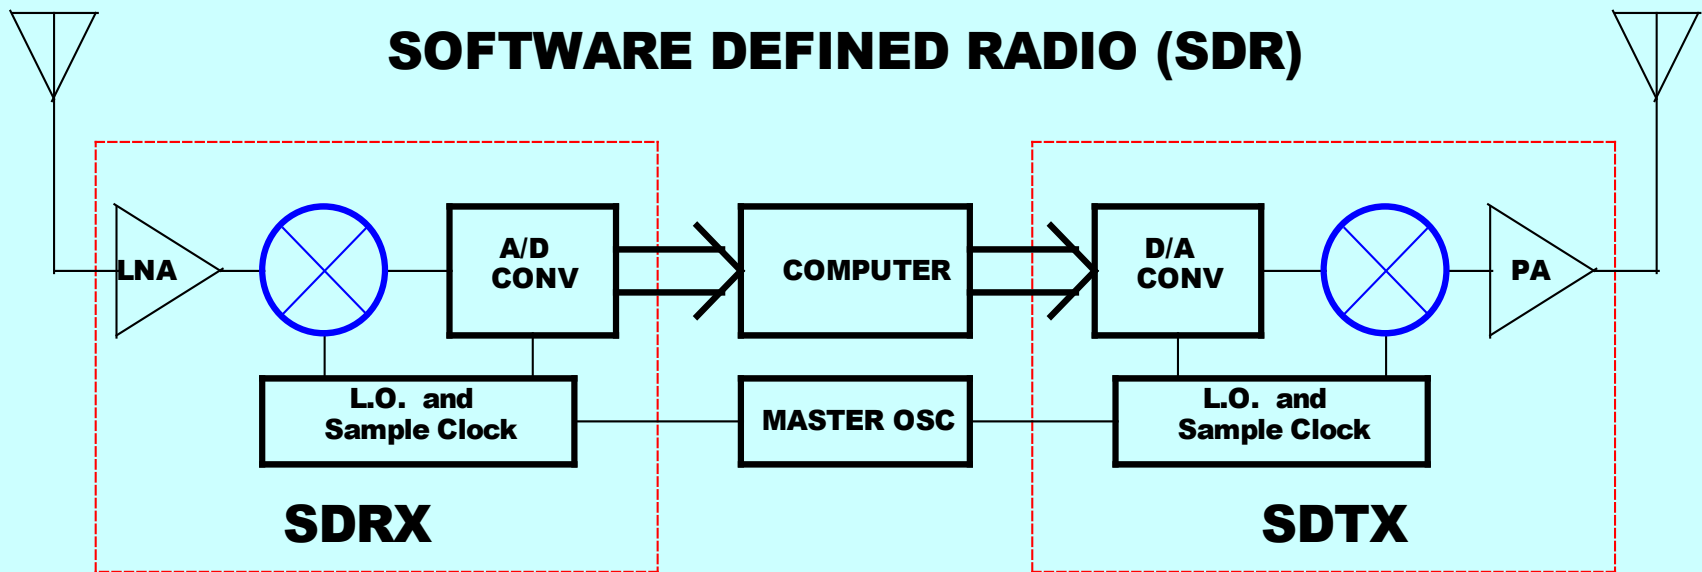 SOFTWARE DEFINED RADIO (SDR)
LNA
A/D
CONV
COMPUTER
D/A
CONV
PA
L.O. and
Sample Clock
MASTER OSC
L.O. and
Sample Clock
SDRX
SDTX